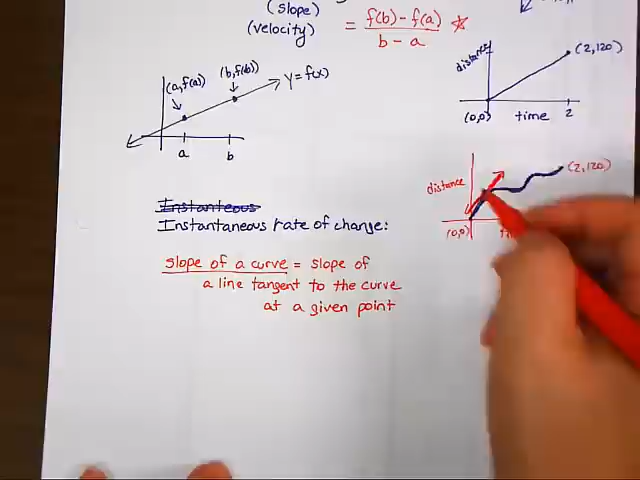 (slope)
(velocity)
= f(b) - f(a) / b - a
(a, f(a))
(b, f(b))
y = f(x)
a
b
distance
(2,120)
(0,0)
time
2
distance
(2,120)
(0,0)
Instanteous
Instantaneous rate of change:
slope of a curve = slope of
a line tangent to the curve
at a given point